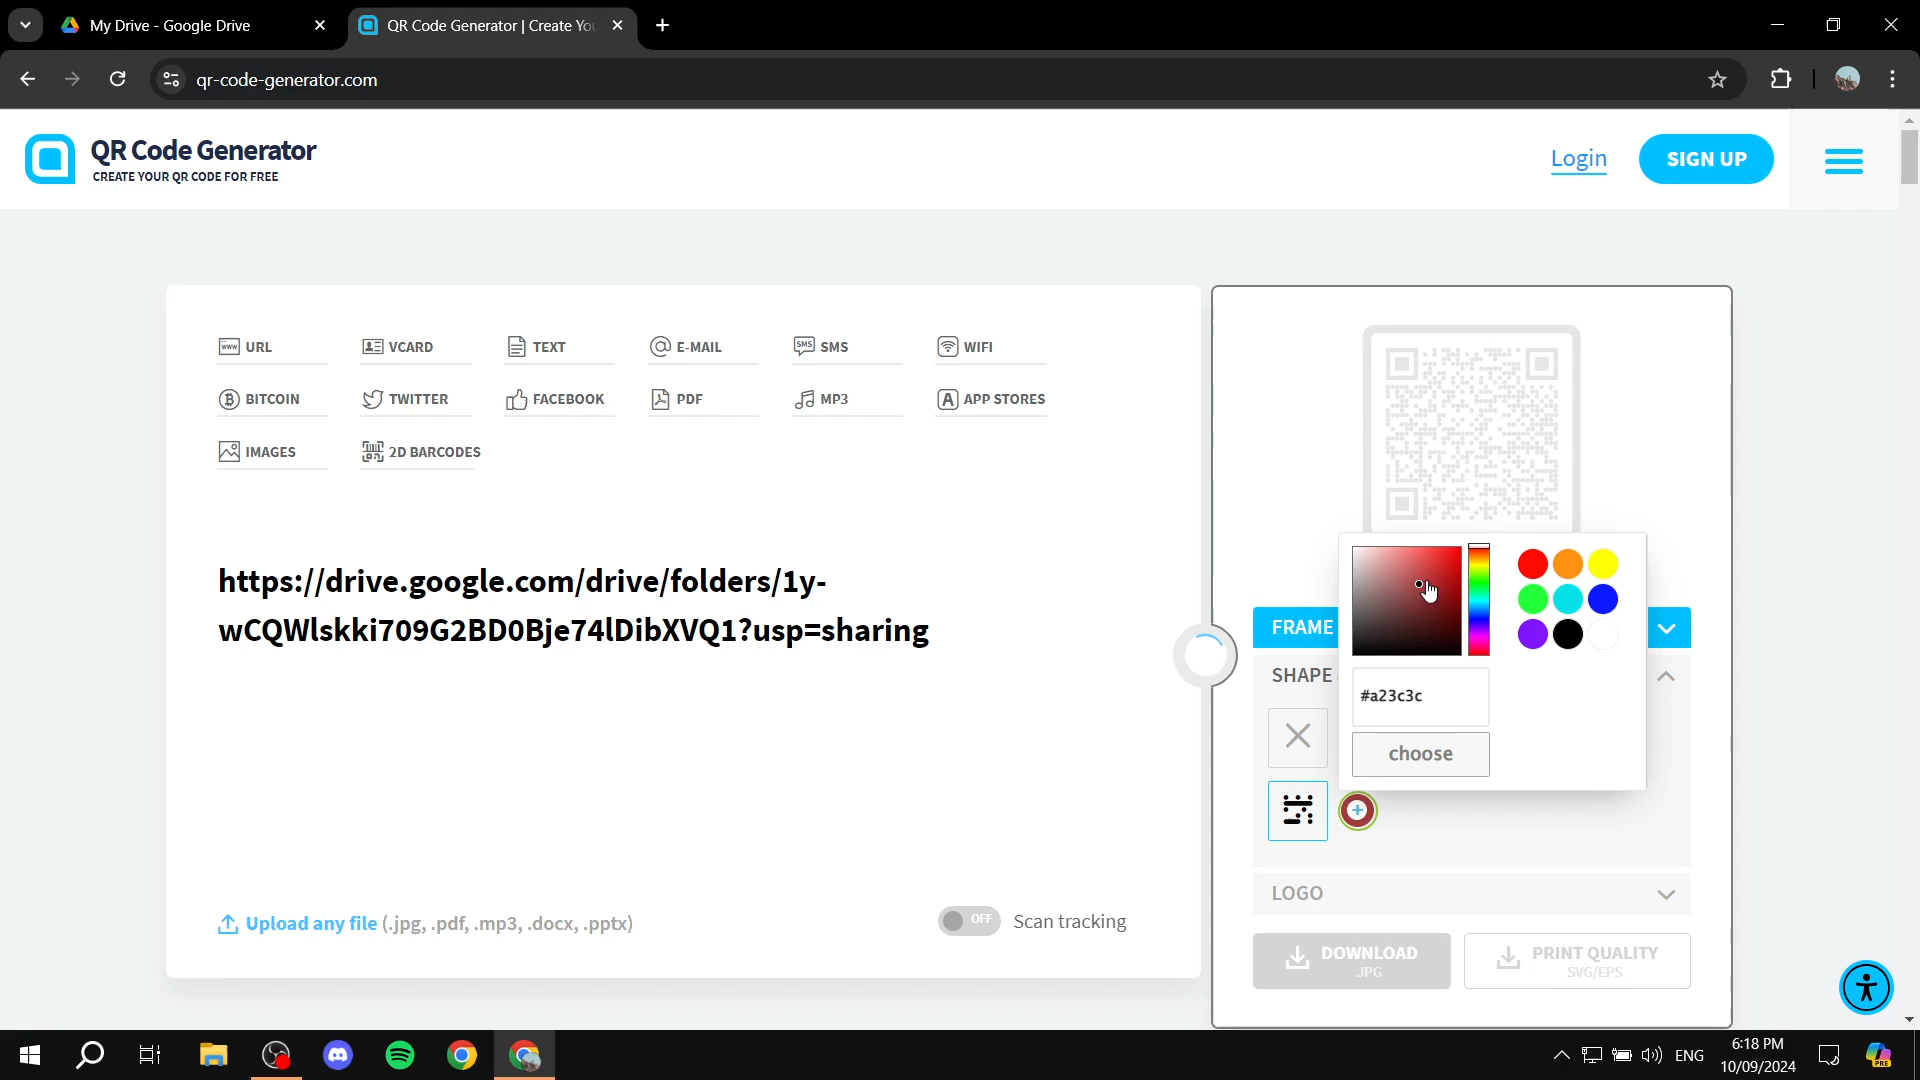 My Drive - Google Drive
QR Code Generator | Create You
qr-code-generator.com
QR Code Generator
CREATE YOUR QR CODE FOR FREE
Login
SIGN UP
www URL
VCARD
TEXT
E-MAIL
SMS SMS
WIFI
BITCOIN
TWITTER
FACEBOOK
PDF
MP3
APP STORES
IMAGES
2D BARCODES
https://drive.google.com/drive/folders/1y-
wCQWlskki709G2BD0Bje74lDibXVQ1?usp=sharing
FRAME
SHAPE
#a23c3c
choose
LOGO
Upload any file (.jpg, .pdf, .mp3, .docx, .pptx)
OFF Scan tracking
DOWNLOAD
JPG
PRINT QUALITY
SVG/EPS
ENG
6:18 PM
10/09/2024
PRE